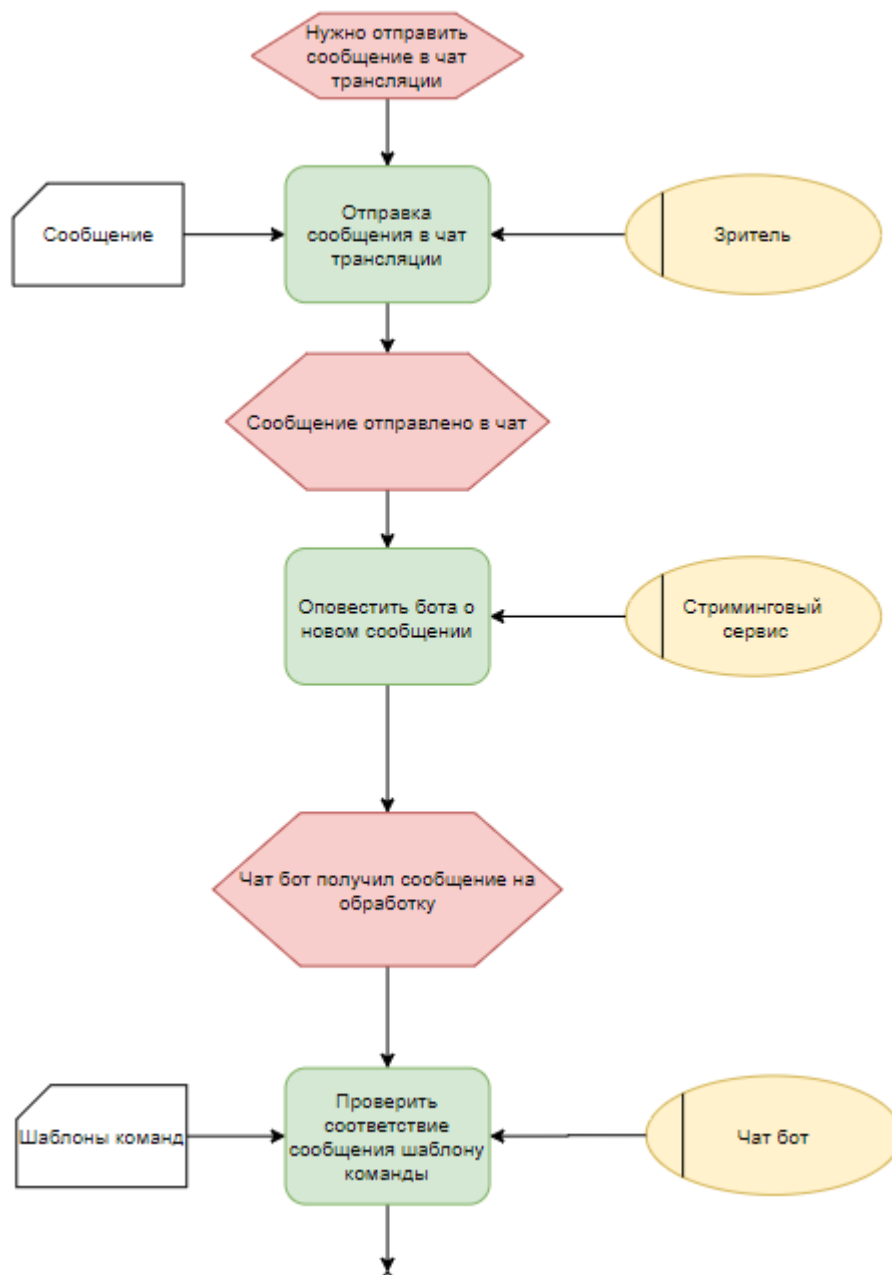 Нужно отправить
сообщение в чат
трансляции
Сообщение
Отправка
сообщения в чат
трансляции
Зритель
Сообщение отправлено в чат
Оповестить бота о
новом сообщении
Стриминговый
сервис
Чат бот получил сообщение на
обработку
Шаблоны команд
Проверить
соответствие
сообщения шаблону
команды
Чат бот